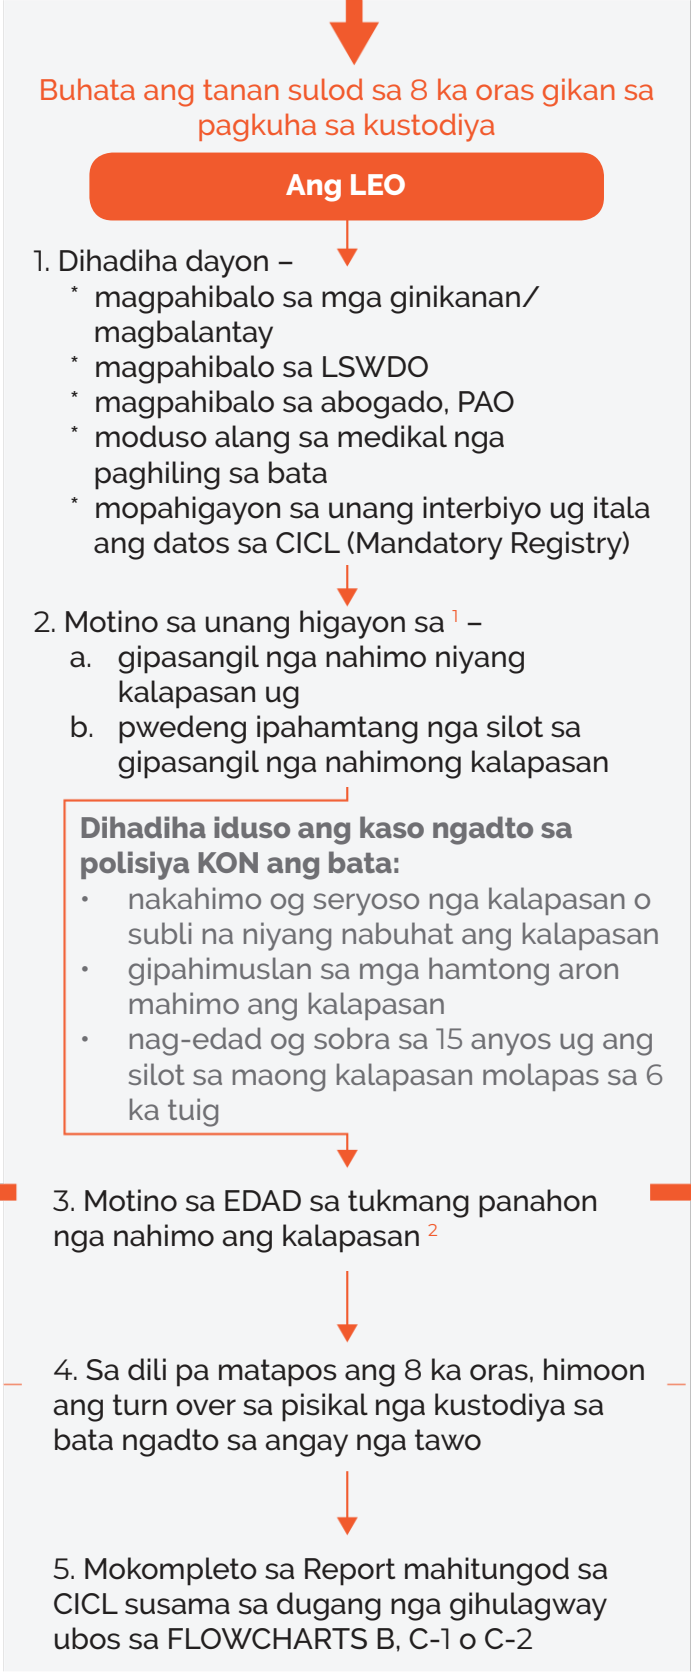 Buhata ang tanan sulod sa 8 ka oras gikan sa
pagkuha sa kustodiya
Ang LEO
1. Dihadiha dayon –
* magpahibalo sa mga ginikanan/
magbalantay
* magpahibalo sa LSWDO
* magpahibalo sa abogado, PAO
* moduso alang sa medikal nga
paghiling sa bata
* mopahigayon sa unang interbiyo ug itala
ang datos sa CICL (Mandatory Registry)
2. Motino sa unang higayon sa ¹ –
a. gipasangil nga nahimo niyang
kalapasan ug
b. pwedeng ipahamtang nga silot sa
gipasangil nga nahimong kalapasan
Dihadiha iduso ang kaso ngadto sa
polisiya KON ang bata:
• nakahimo og seryoso nga kalapasan o
subli na niyang nabuhat ang kalapasan
• gipahimuslan sa mga hamtong aron
mahimo ang kalapasan
• nag-edad og sobra sa 15 anyos ug ang
silot sa maong kalapasan molapas sa 6
ka tuig
3. Motino sa EDAD sa tukmang panahon
nga nahimo ang kalapasan ²
4. Sa dili pa matapos ang 8 ka oras, himoon
ang turn over sa pisikal nga kustodiya sa
bata ngadto sa angay nga tawo
5. Mokompleto sa Report mahitungod sa
CICL susama sa dugang nga gihulagway
ubos sa FLOWCHARTS B, C-1 o C-2